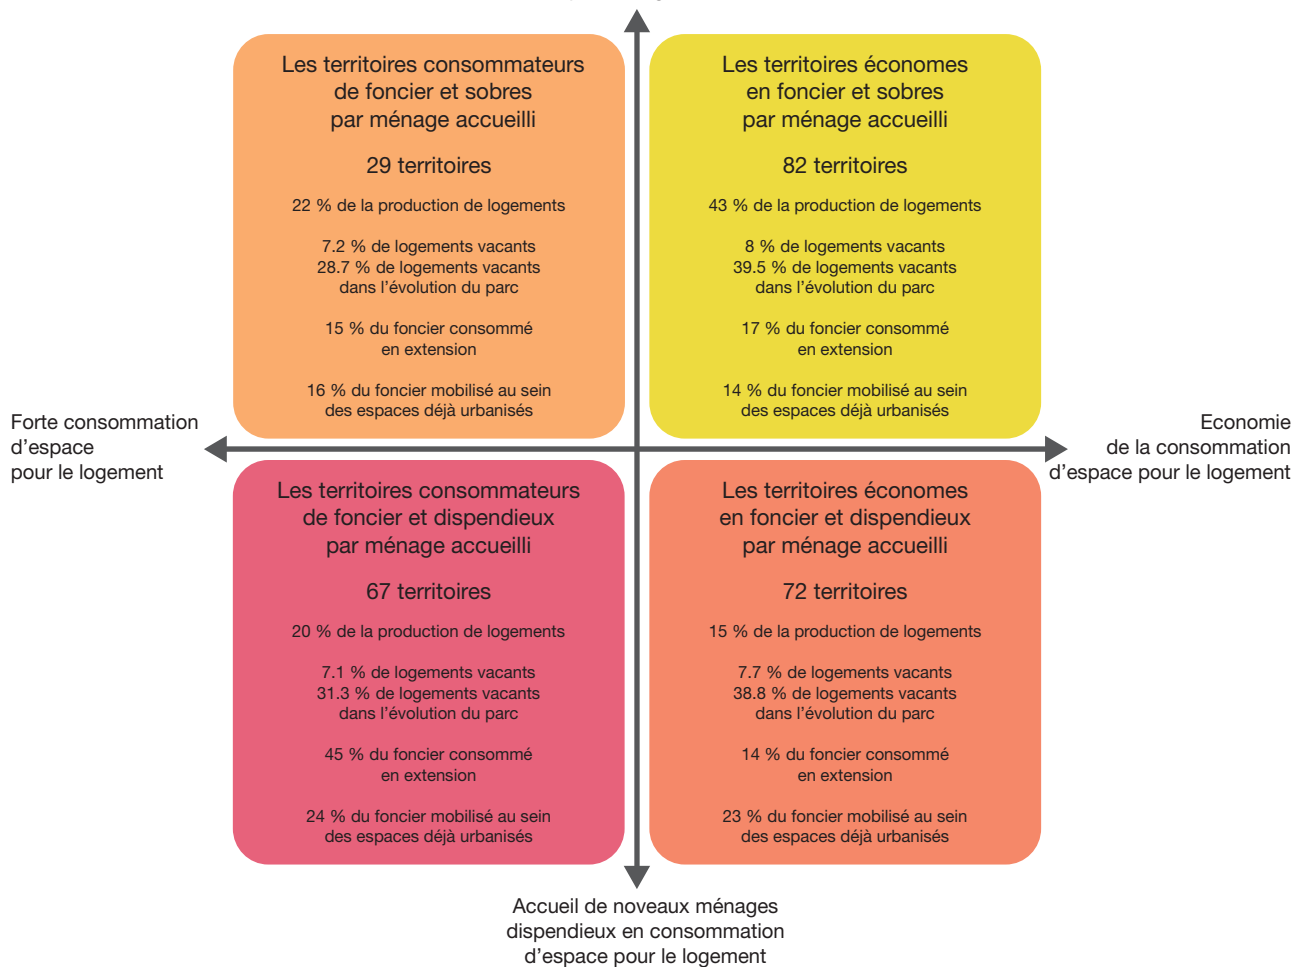 Les territoires consommateurs
de foncier et sobres
par ménage accueilli
29 territoires
22 % de la production de logements
7.2 % de logements vacants
28.7 % de logements vacants
dans l'évolution du parc
15 % du foncier consommé
en extension
16 % du foncier mobilisé au sein
des espaces déjà urbanisés
Les territoires économes
en foncier et sobres
par ménage accueilli
82 territoires
43 % de la production de logements
8 % de logements vacants
39.5 % de logements vacants
dans l'évolution du parc
17 % du foncier consommé
en extension
14 % du foncier mobilisé au sein
des espaces déjà urbanisés
Forte consommation
d'espace
pour le logement
Economie
de la consommation
d'espace pour le logement
Les territoires consommateurs
de foncier et dispendieux
par ménage accueilli
67 territoires
20 % de la production de logements
7.1 % de logements vacants
31.3 % de logements vacants
dans l'évolution du parc
45 % du foncier consommé
en extension
24 % du foncier mobilisé au sein
des espaces déjà urbanisés
Les territoires économes
en foncier et dispendieux
par ménage accueilli
72 territoires
15 % de la production de logements
7.7 % de logements vacants
38.8 % de logements vacants
dans l'évolution du parc
14 % du foncier consommé
en extension
23 % du foncier mobilisé au sein
des espaces déjà urbanisés
Accueil de noveaux ménages
dispendieux en consommation
d'espace pour le logement